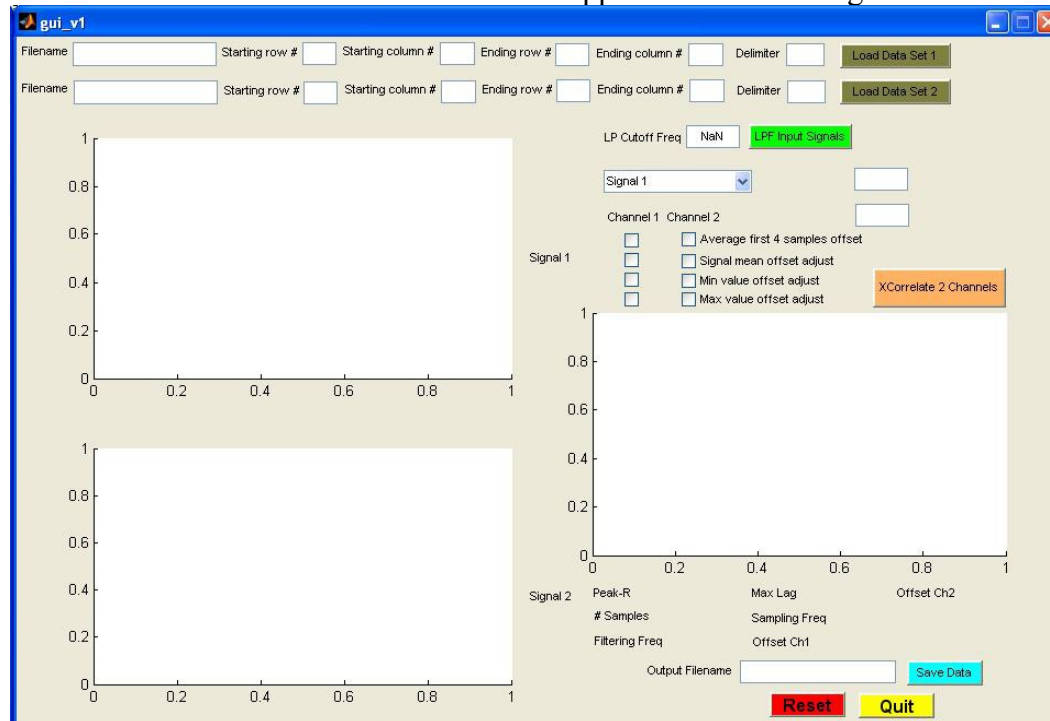 gui_v1
Filename Starting row # Starting column # Ending row # Ending column # Delimiter Load Data Set 1
Filename Starting row # Starting column # Ending row # Ending column # Delimiter Load Data Set 2
LP Cutoff Freq NaN LPF Input Signals
Signal 1
Channel 1 Channel 2
Average first 4 samples offset
Signal mean offset adjust
Min value offset adjust
Max value offset adjust
XCorrelate 2 Channels
1
0.8
0.6
0.4
0.2
0
0 0.2 0.4 0.6 0.8 1
Signal 1
1
0.8
0.6
0.4
0.2
0
0 0.2 0.4 0.6 0.8 1
1
0.8
0.6
0.4
0.2
0
0 0.2 0.4 0.6 0.8 1
Signal 2
Peak-R Max Lag Offset Ch2
# Samples Sampling Freq
Filtering Freq Offset Ch1
Output Filename Save Data
Reset Quit